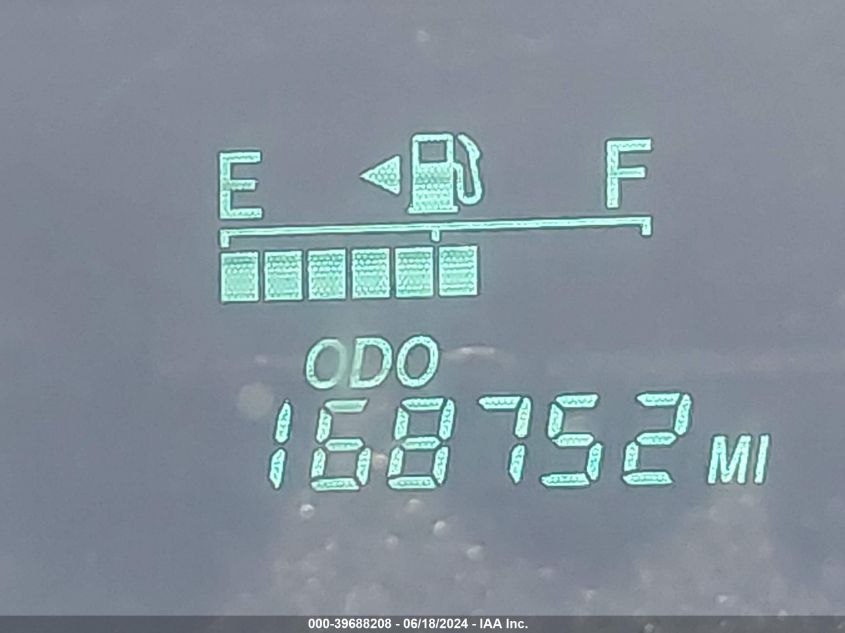 E F
ODO
168752 MI
000-39688208 - 06/18/2024 - IAA Inc.